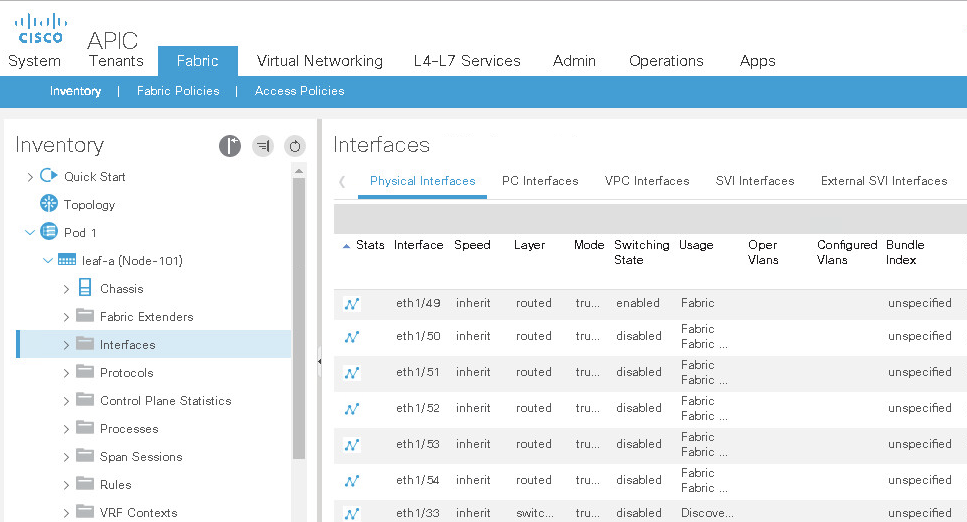 CISCO
APIC
System Tenants Fabric Virtual Networking L4-L7 Services Admin Operations Apps
Inventory | Fabric Policies | Access Policies
Inventory
Quick Start
Topology
Pod 1
leaf-a (Node-101)
Chassis
Fabric Extenders
Interfaces
Protocols
Control Plane Statistics
Processes
Span Sessions
Rules
VRF Contexts
Interfaces
Physical Interfaces PC Interfaces VPC Interfaces SVI Interfaces External SVI Interfaces
Stats Interface Speed Layer Mode Switching Usage Oper Configured Bundle
State Vlans Vlans Index
eth1/49 inherit routed tru... enabled Fabric unspecified
eth1/50 inherit routed tru... disabled Fabric unspecified
Fabric ...
eth1/51 inherit routed tru... disabled Fabric unspecified
Fabric ...
eth1/52 inherit routed tru... disabled Fabric unspecified
Fabric ...
eth1/53 inherit routed tru... disabled Fabric unspecified
Fabric ...
eth1/54 inherit routed tru... disabled Fabric unspecified
Fabric ...
eth1/33 inherit switc... tru... disabled Discove... unspecified